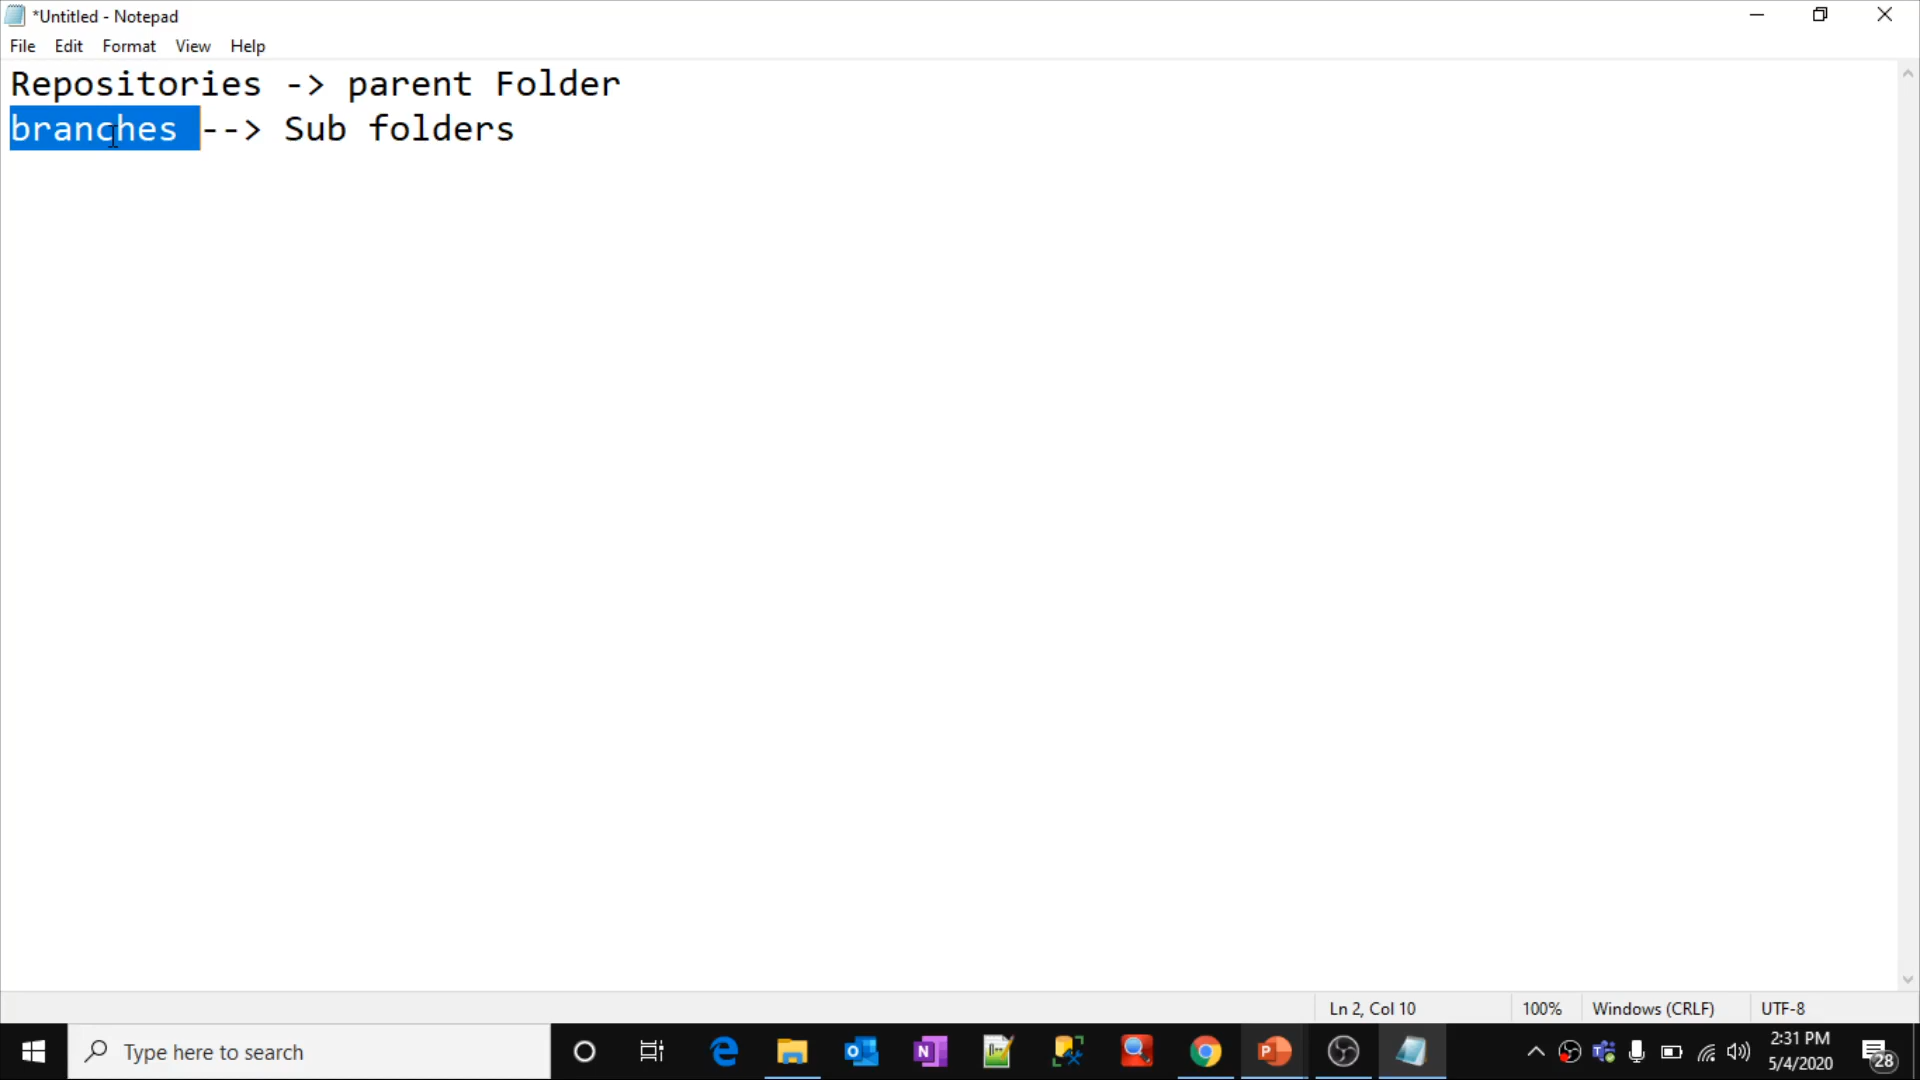 *Untitled - Notepad
File Edit Format View Help
Repositories -> parent Folder
branches --> Sub folders
Ln 2, Col 10 100% Windows (CRLF) UTF-8
Type here to search
2:31 PM
5/4/2020
28